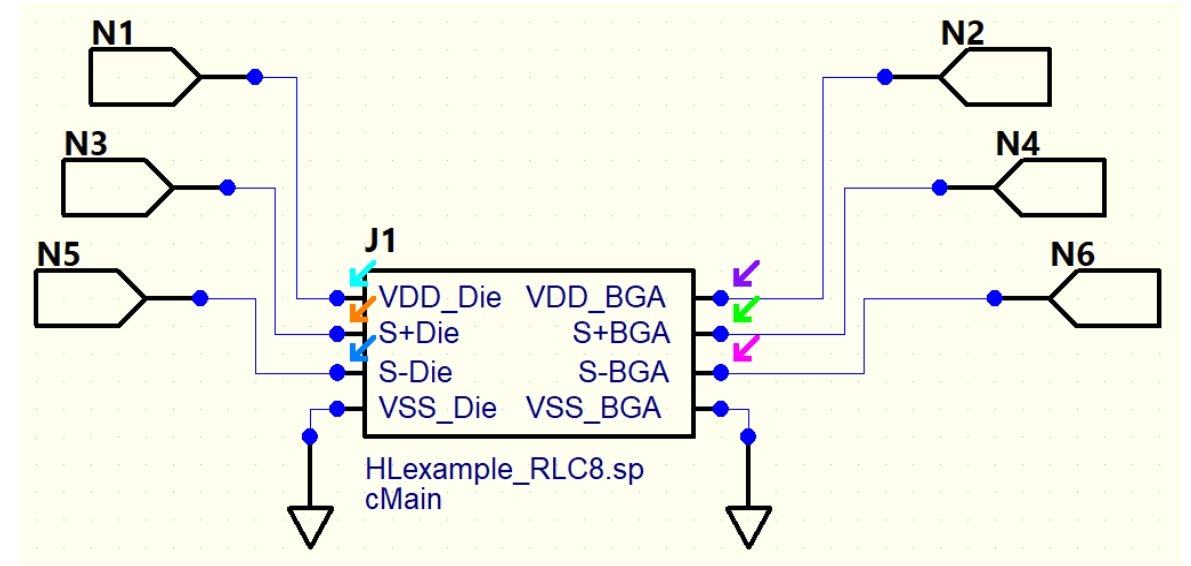 N1
N2
N3
N4
N5
J1
N6
VDD_Die VDD_BGA
S+Die S+BGA
S-Die S-BGA
VSS_Die VSS_BGA
HLexample_RLC8.sp
cMain